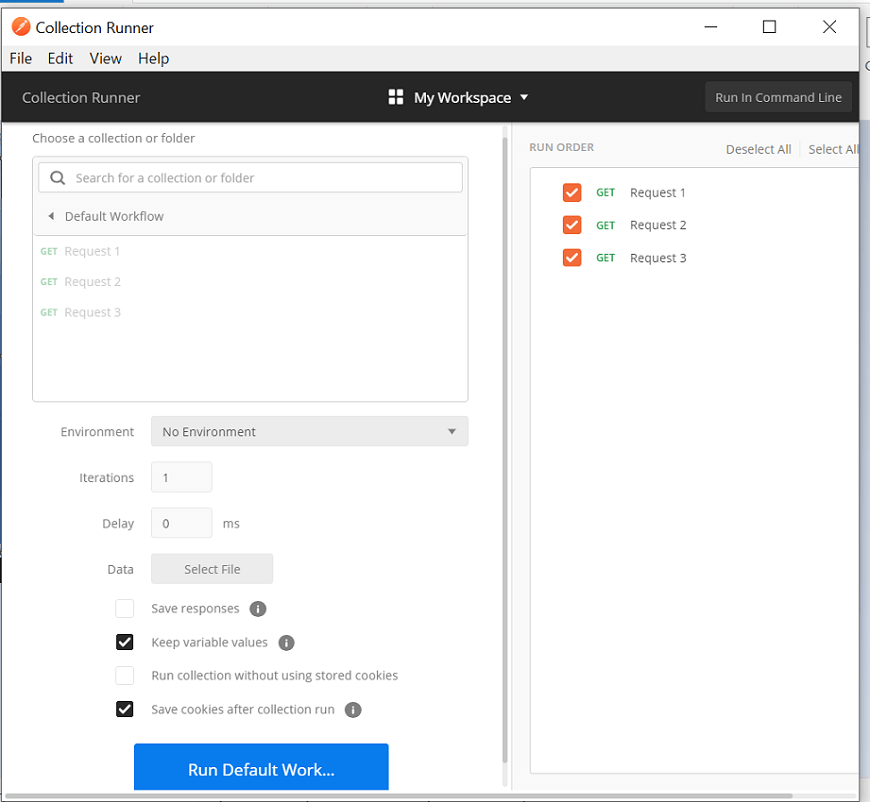 Collection Runner
File Edit View Help
Collection Runner
My Workspace
Run In Command Line
Choose a collection or folder
Search for a collection or folder
Default Workflow
GET Request 1
GET Request 2
GET Request 3
Environment No Environment
Iterations 1
Delay 0 ms
Data Select File
Save responses
Keep variable values
Run collection without using stored cookies
Save cookies after collection run
Run Default Work...
RUN ORDER
Deselect All Select All
GET Request 1
GET Request 2
GET Request 3